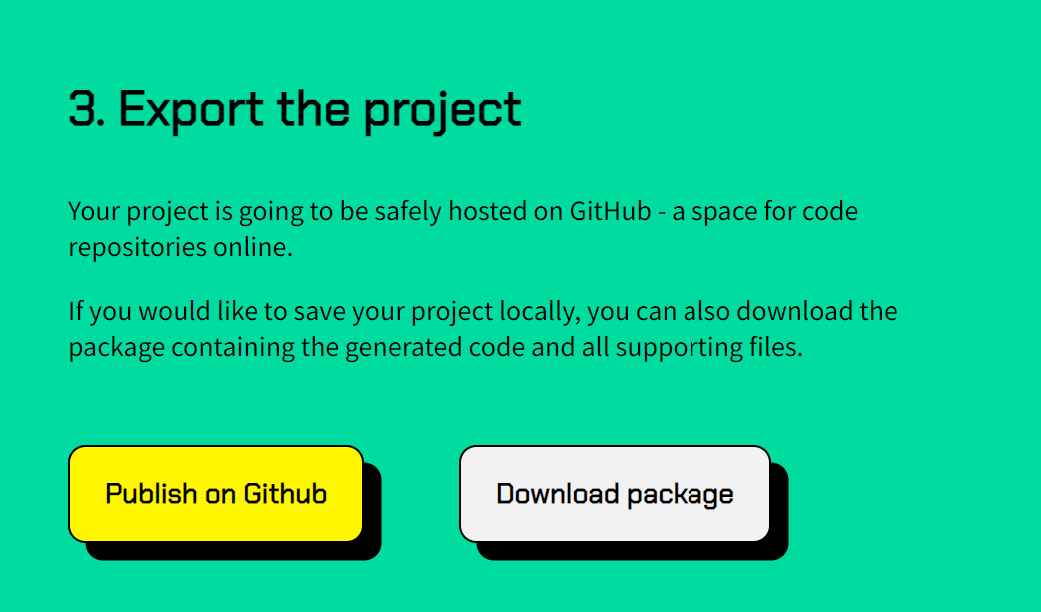 3. Export the project
Your project is going to be safely hosted on GitHub - a space for code
repositories online.
If you would like to save your project locally, you can also download the
package containing the generated code and all supporting files.
Publish on Github
Download package